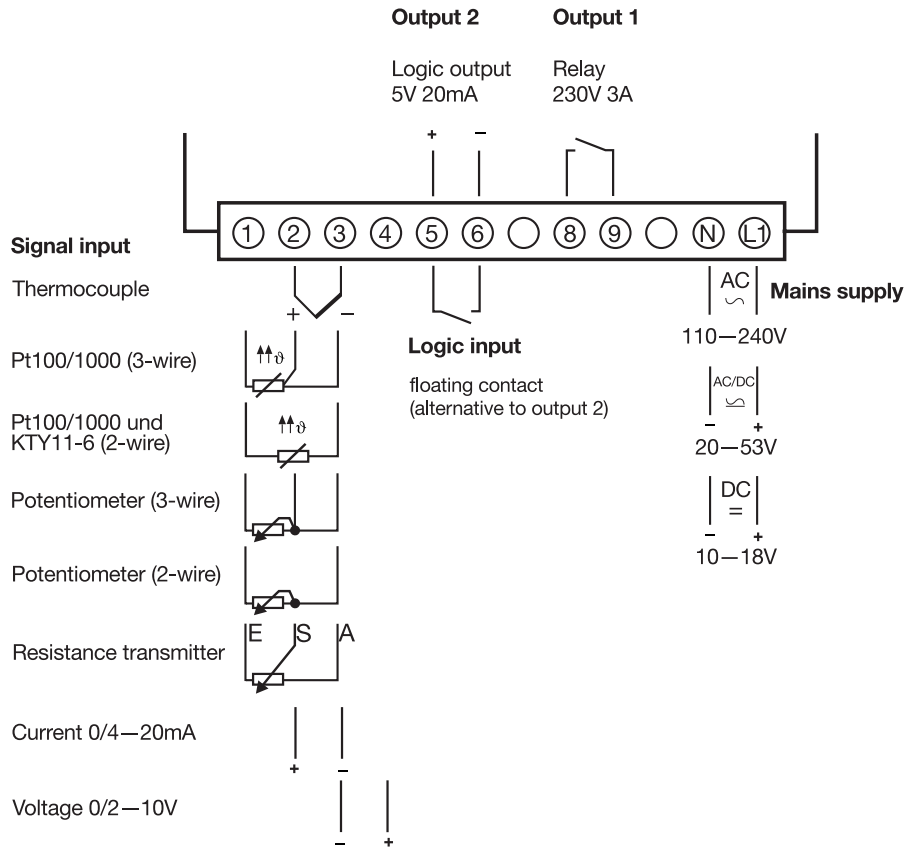 Output 2 Output 1
Logic output Relay
5V 20mA 230V 3A
+ −
1 2 3 4 5 6 8 9 N L1
Signal input
Thermocouple
+ −
Logic input
floating contact
(alternative to output 2)
AC
Mains supply
110—240V
AC/DC
− +
20—53V
DC
=
− +
10—18V
Pt100/1000 (3-wire)
ϑ
Pt100/1000 und
KTY11-6 (2-wire)
ϑ
Potentiometer (3-wire)
Potentiometer (2-wire)
E S A
Resistance transmitter
Current 0/4—20mA
+ −
Voltage 0/2—10V
− +